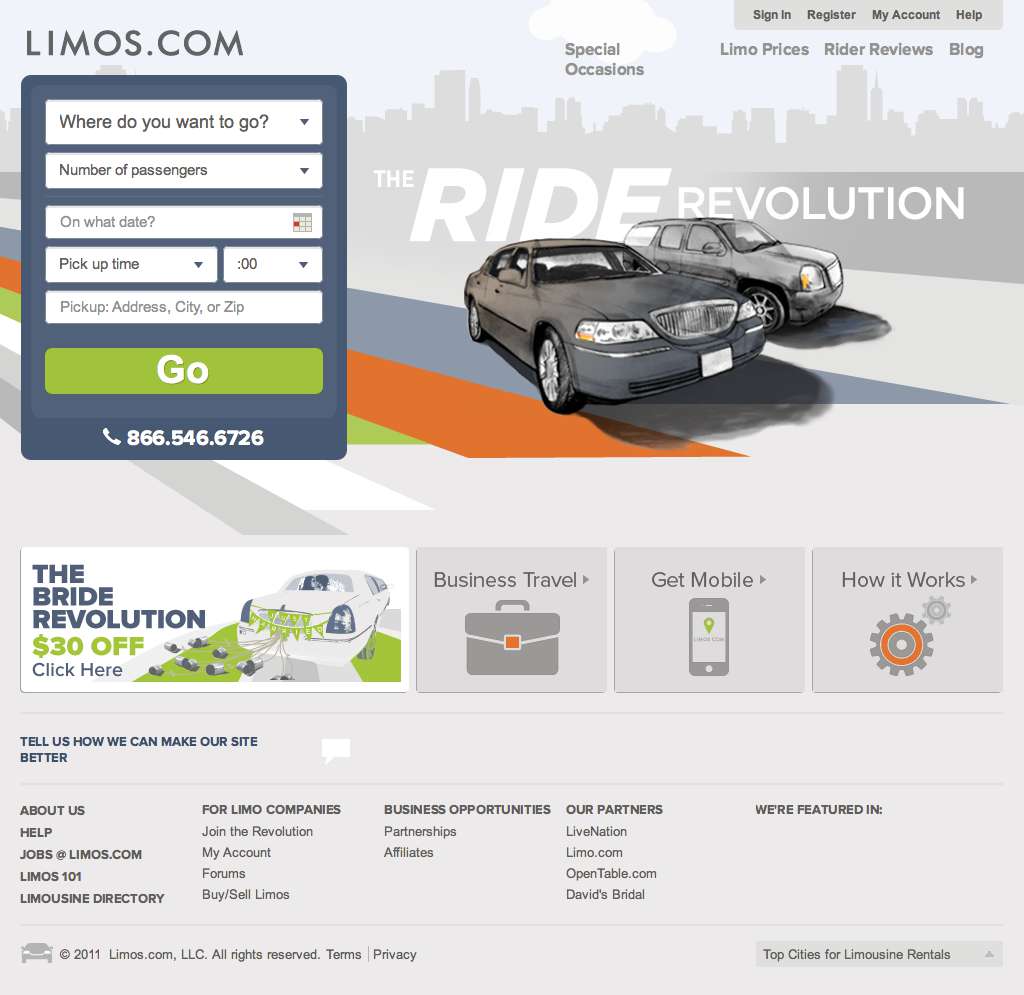 Sign In Register My Account Help
LIMOS.COM
Special Occasions Limo Prices Rider Reviews Blog
Where do you want to go?
Number of passengers
On what date?
Pick up time :00
Pickup: Address, City, or Zip
Go
866.546.6726
THE RIDE REVOLUTION
THE
BRIDE
REVOLUTION
$30 OFF
Click Here
JUST MARRIED
Business Travel
Get Mobile
LIMOS.COM
How it Works
TELL US HOW WE CAN MAKE OUR SITE
BETTER
ABOUT US
HELP
JOBS @ LIMOS.COM
LIMOS 101
LIMOUSINE DIRECTORY
FOR LIMO COMPANIES
Join the Revolution
My Account
Forums
Buy/Sell Limos
BUSINESS OPPORTUNITIES
Partnerships
Affiliates
OUR PARTNERS
LiveNation
Limo.com
OpenTable.com
David's Bridal
WE'RE FEATURED IN:
© 2011 Limos.com, LLC. All rights reserved. Terms Privacy
Top Cities for Limousine Rentals